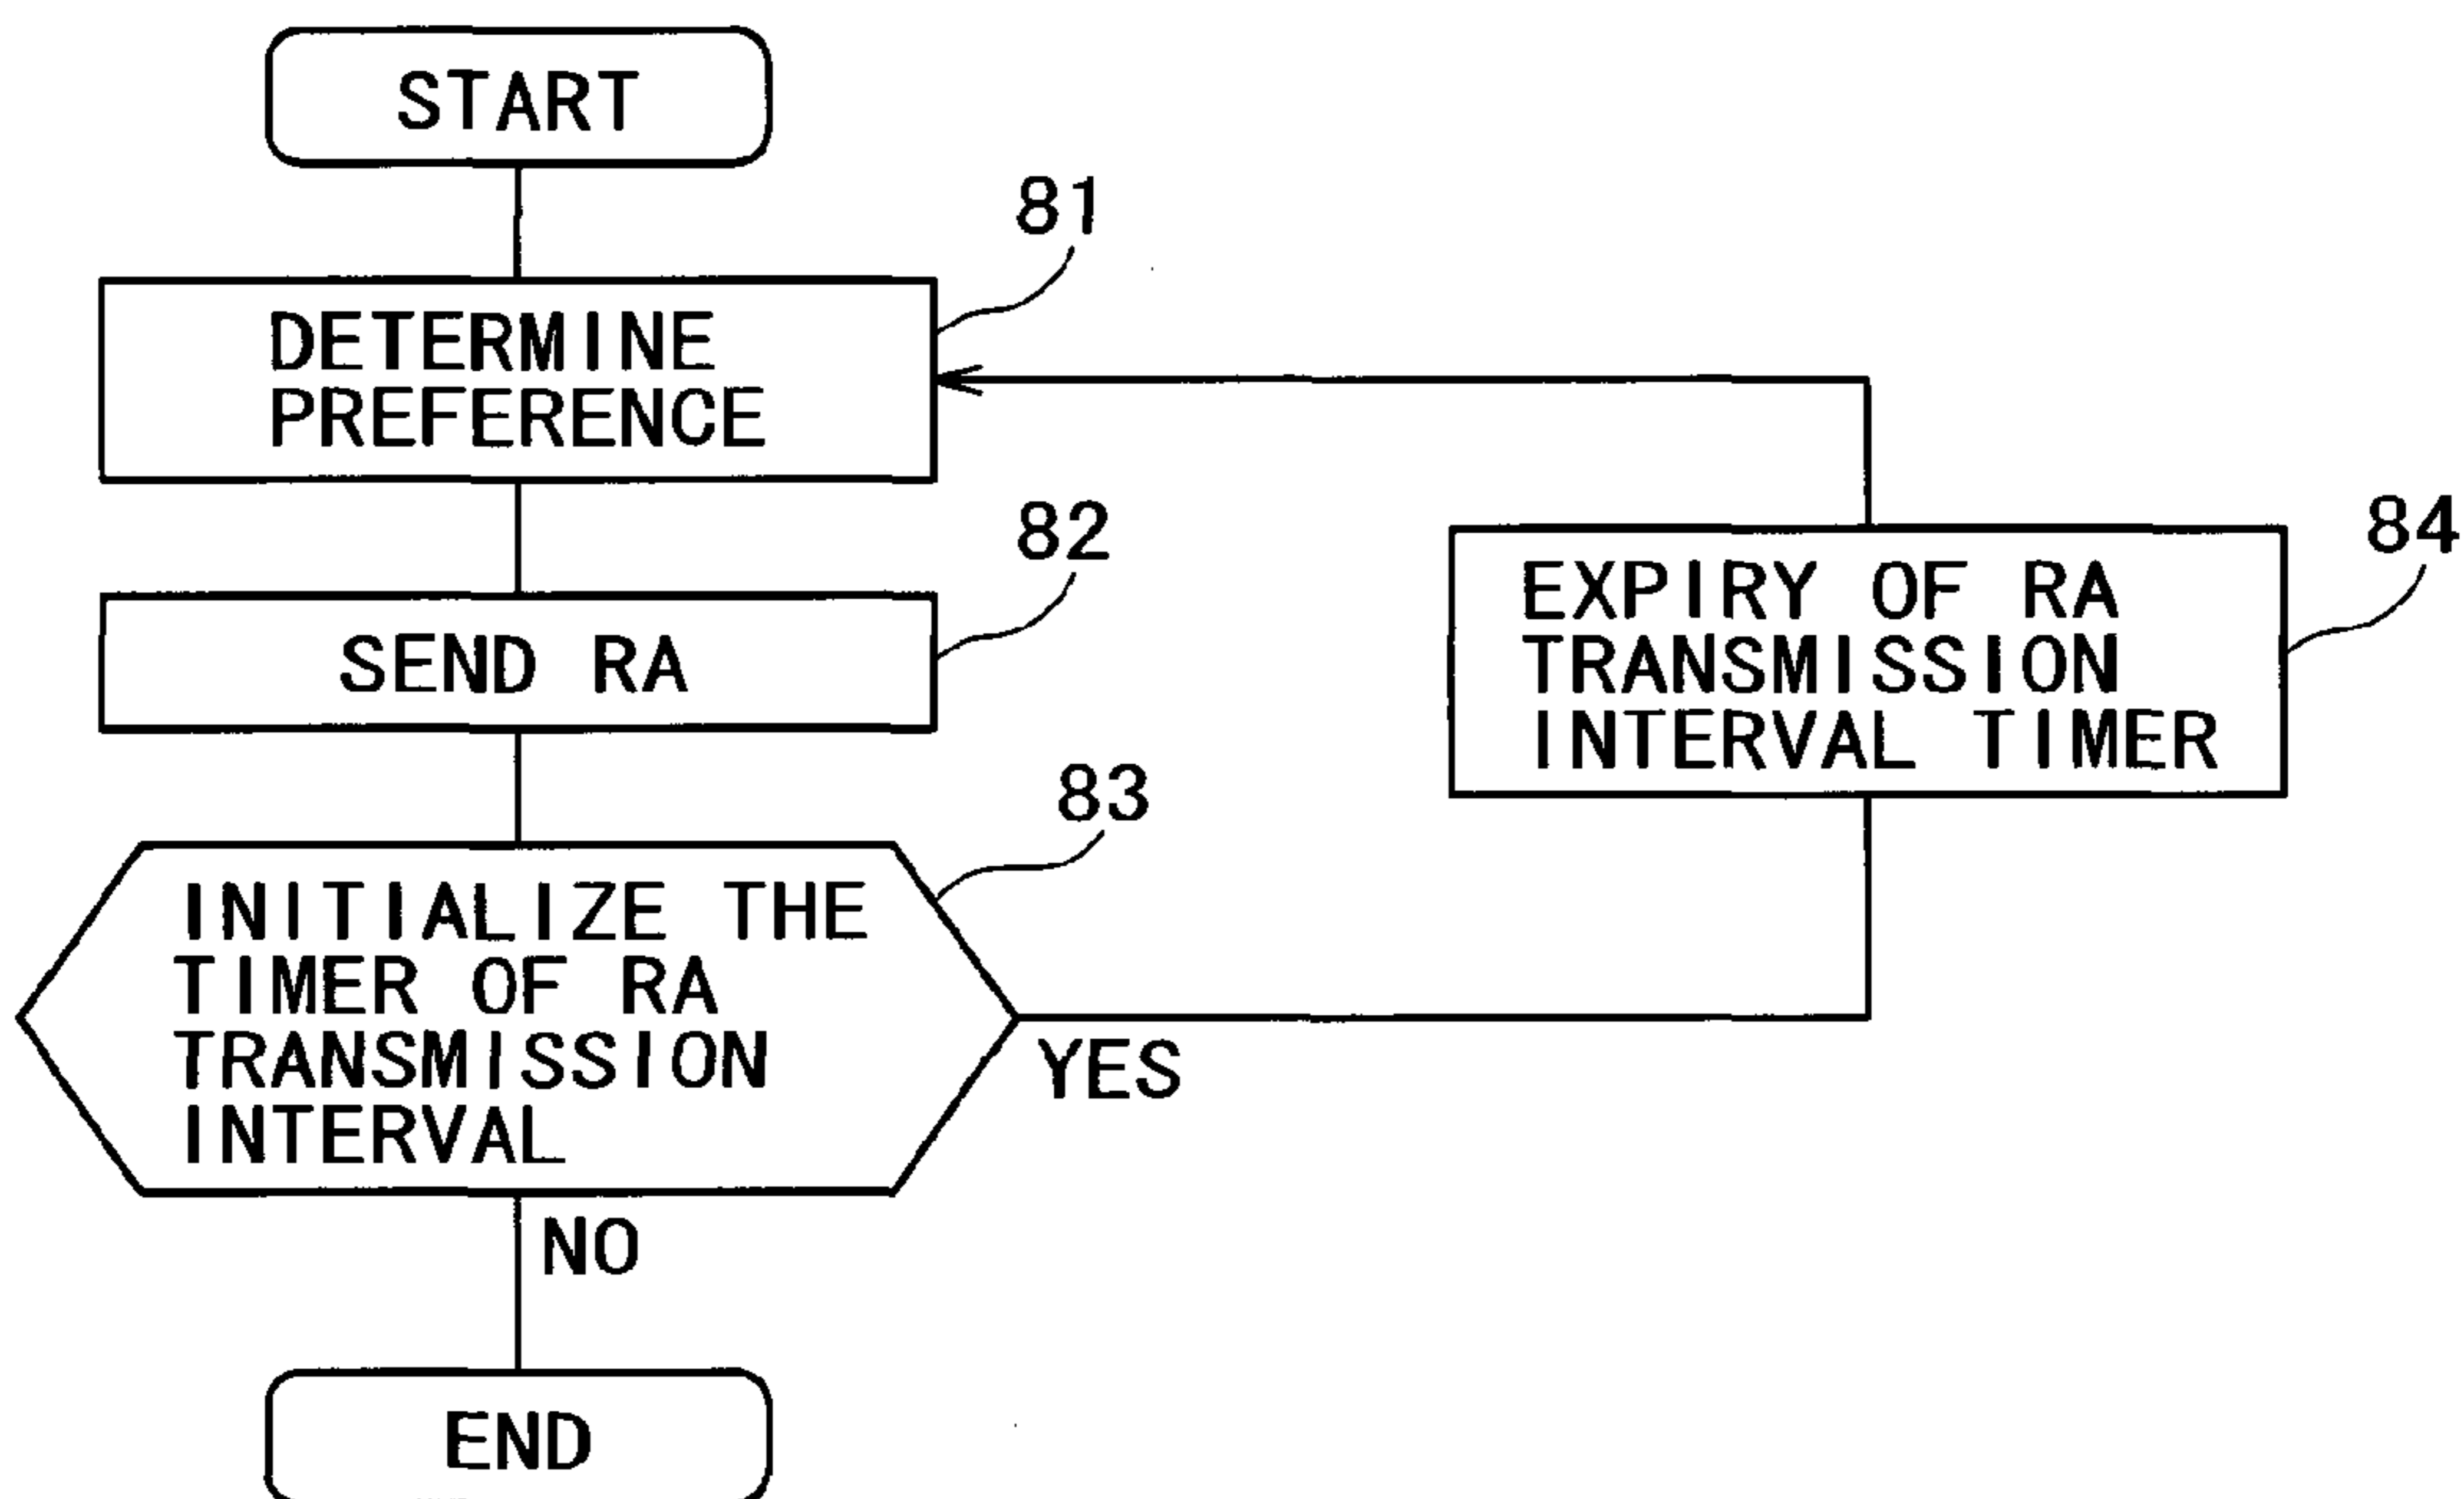 START
81
DETERMINE
PREFERENCE
82
SEND RA
84
EXPIRY OF RA
TRANSMISSION
INTERVAL TIMER
83
INITIALIZE THE
TIMER OF RA
TRANSMISSION
INTERVAL
YES
NO
END